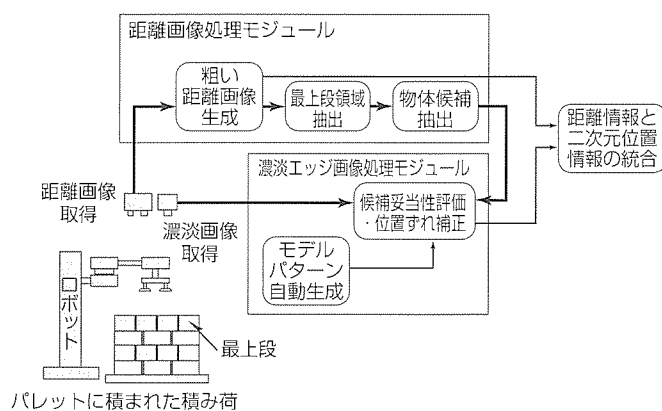 距離画像処理モジュール
粗い
距離画像
生成
最上段領域
抽出
物体候補
抽出
距離情報と
二次元位置
情報の統合
濃淡エッジ画像処理モジュール
距離画像
取得
濃淡画像
取得
候補妥当性評価
・位置ずれ補正
モデル
パターン
自動生成
ロボット
最上段
パレットに積まれた積み荷